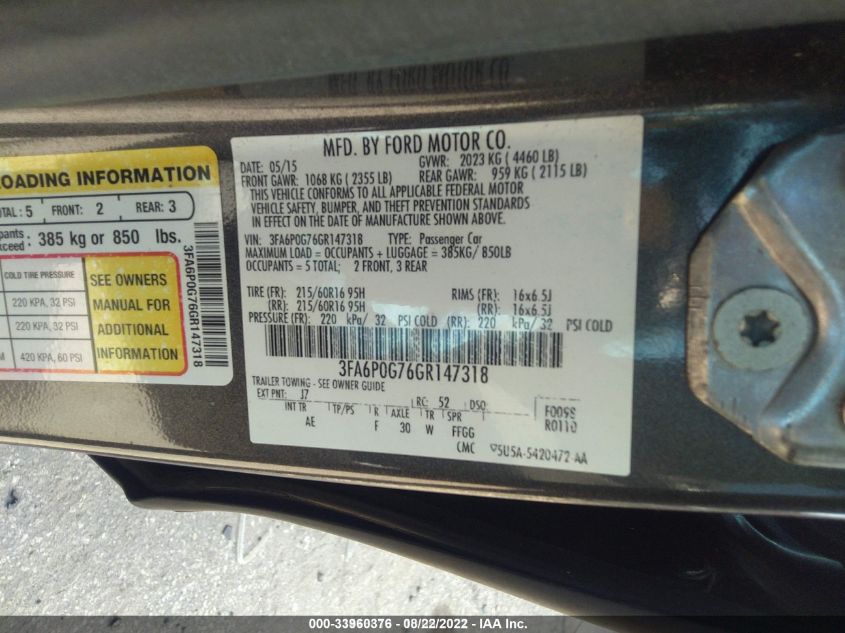 MFD. BY FORD MOTOR CO.
LOADING INFORMATION
TOTAL: 5 FRONT: 2 REAR: 3
385 kg or 850 lbs.
COLD TIRE PRESSURE
220 KPA, 32 PSI
220 KPA, 32 PSI
420 KPA, 60 PSI
SEE OWNERS
MANUAL FOR
ADDITIONAL
INFORMATION
3FA6P0G76GR147318
MFD. BY FORD MOTOR CO.
05/15 GVWR: 2023 KG ( 4460 LB)
FRONT GAWR: 1068 KG ( 2355 LB) REAR GAWR: 959 KG ( 2115 LB)
THIS VEHICLE CONFORMS TO ALL APPLICABLE FEDERAL MOTOR
VEHICLE SAFETY, BUMPER, AND THEFT PREVENTION STANDARDS
IN EFFECT ON THE DATE OF MANUFACTURE SHOWN ABOVE.
VIN: 3FA6P0G76GR147318 TYPE: Passenger Car
MAXIMUM LOAD = OCCUPANTS + LUGGAGE = 385KG/ 850LB
OCCUPANTS = 5 TOTAL; 2 FRONT, 3 REAR
TIRE (FR): 215/60R16 95H RIMS (FR): 16x6.5J
(RR): 215/60R16 95H (RR): 16x6.5J
PRESSURE (FR): 220 kPa/ 32 PSI COLD (RR): 220 kPa/ 32 PSI COLD
3FA6P0G76GR147318
TRAILER TOWING - SEE OWNER GUIDE
EXT PNT: J7 RC: 52 DSO: F0098
INT TR TP/PS R AXLE TR SPR R0110
AE F 30 W FFGG
CMC 5U5A-5420472-AA
000-33960376 - 08/22/2022 - IAA Inc.